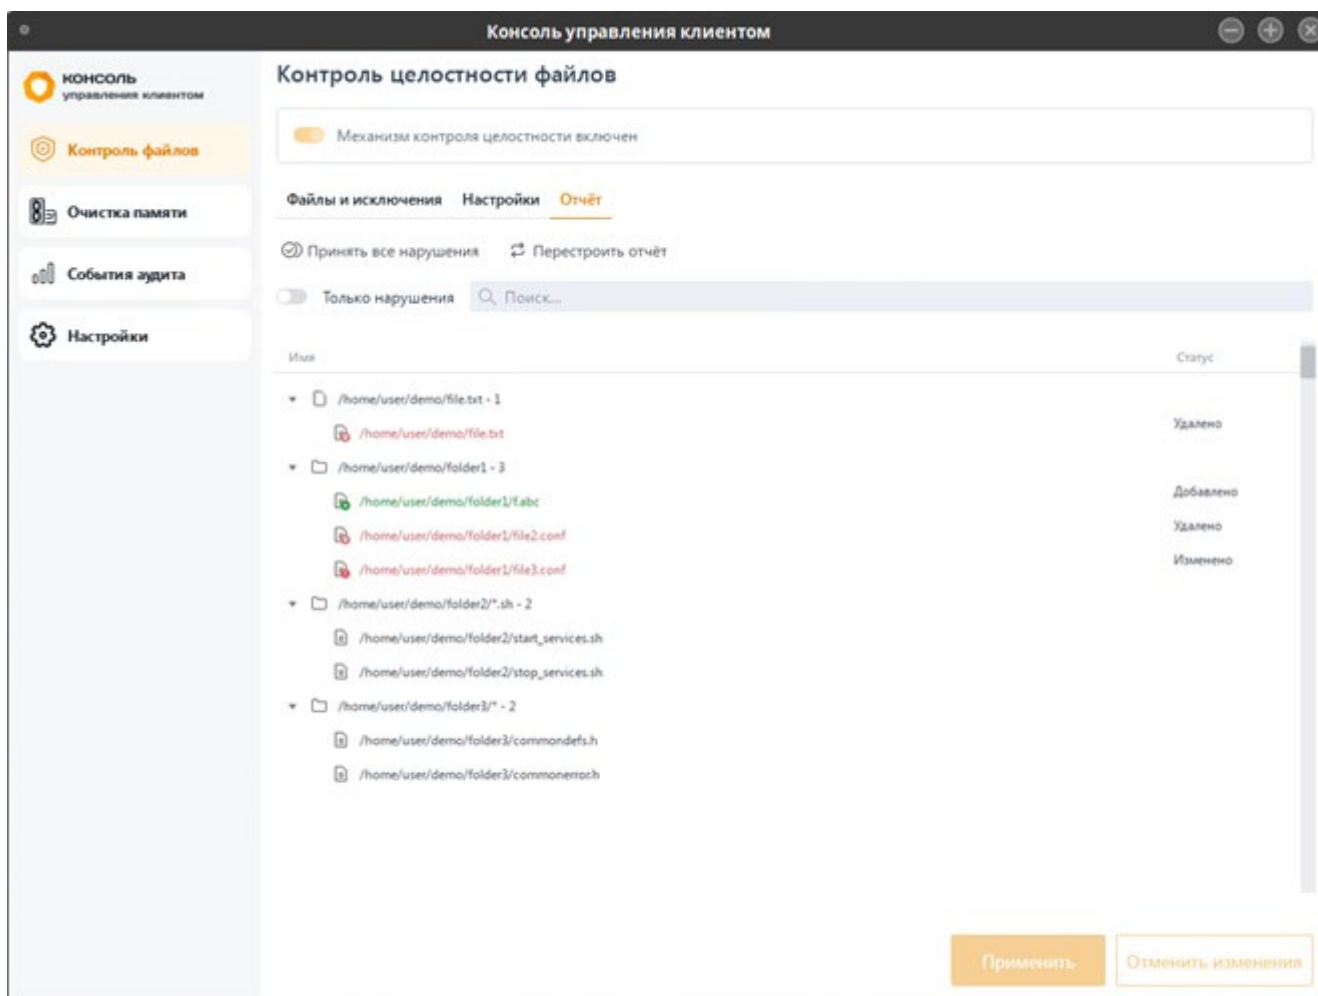 Консоль управления клиентом
консоль
управления клиентом
Контроль файлов
Очистка памяти
События аудита
Настройки
Контроль целостности файлов
Механизм контроля целостности включен
Файлы и исключения Настройки Отчёт
Принять все нарушения Перестроить отчёт
Только нарушения Поиск...
Имя Статус
/home/user/demo/file.txt - 1
/home/user/demo/file.txt Удалено
/home/user/demo/folder1 - 3
/home/user/demo/folder1/f.abc Добавлено
/home/user/demo/folder1/file2.conf Удалено
/home/user/demo/folder1/file3.conf Изменено
/home/user/demo/folder2/*.sh - 2
/home/user/demo/folder2/start_services.sh
/home/user/demo/folder2/stop_services.sh
/home/user/demo/folder3/* - 2
/home/user/demo/folder3/commondefs.h
/home/user/demo/folder3/commonerror.h
Применить Отменить изменения